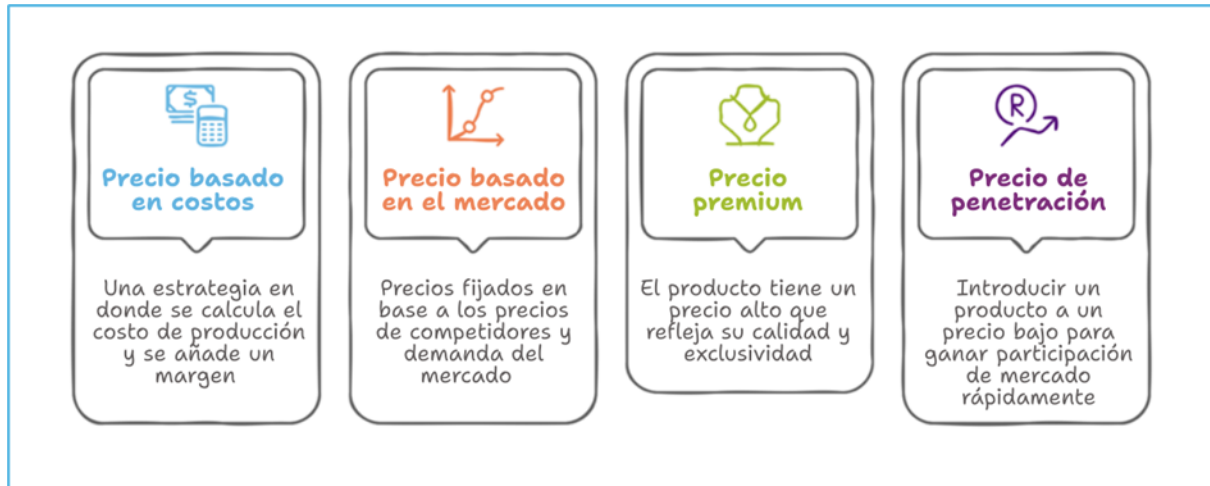 $
Precio basado
en costos
Una estrategia en
donde se calcula el
costo de producción
y se añade un
margen
Precio basado
en el mercado
Precios fijados en
base a los precios
de competidores y
demanda del
mercado
Precio
premium
El producto tiene un
precio alto que
refleja su calidad y
exclusividad
R
Precio de
penetración
Introducir un
producto a un
precio bajo para
ganar participación
de mercado
rápidamente